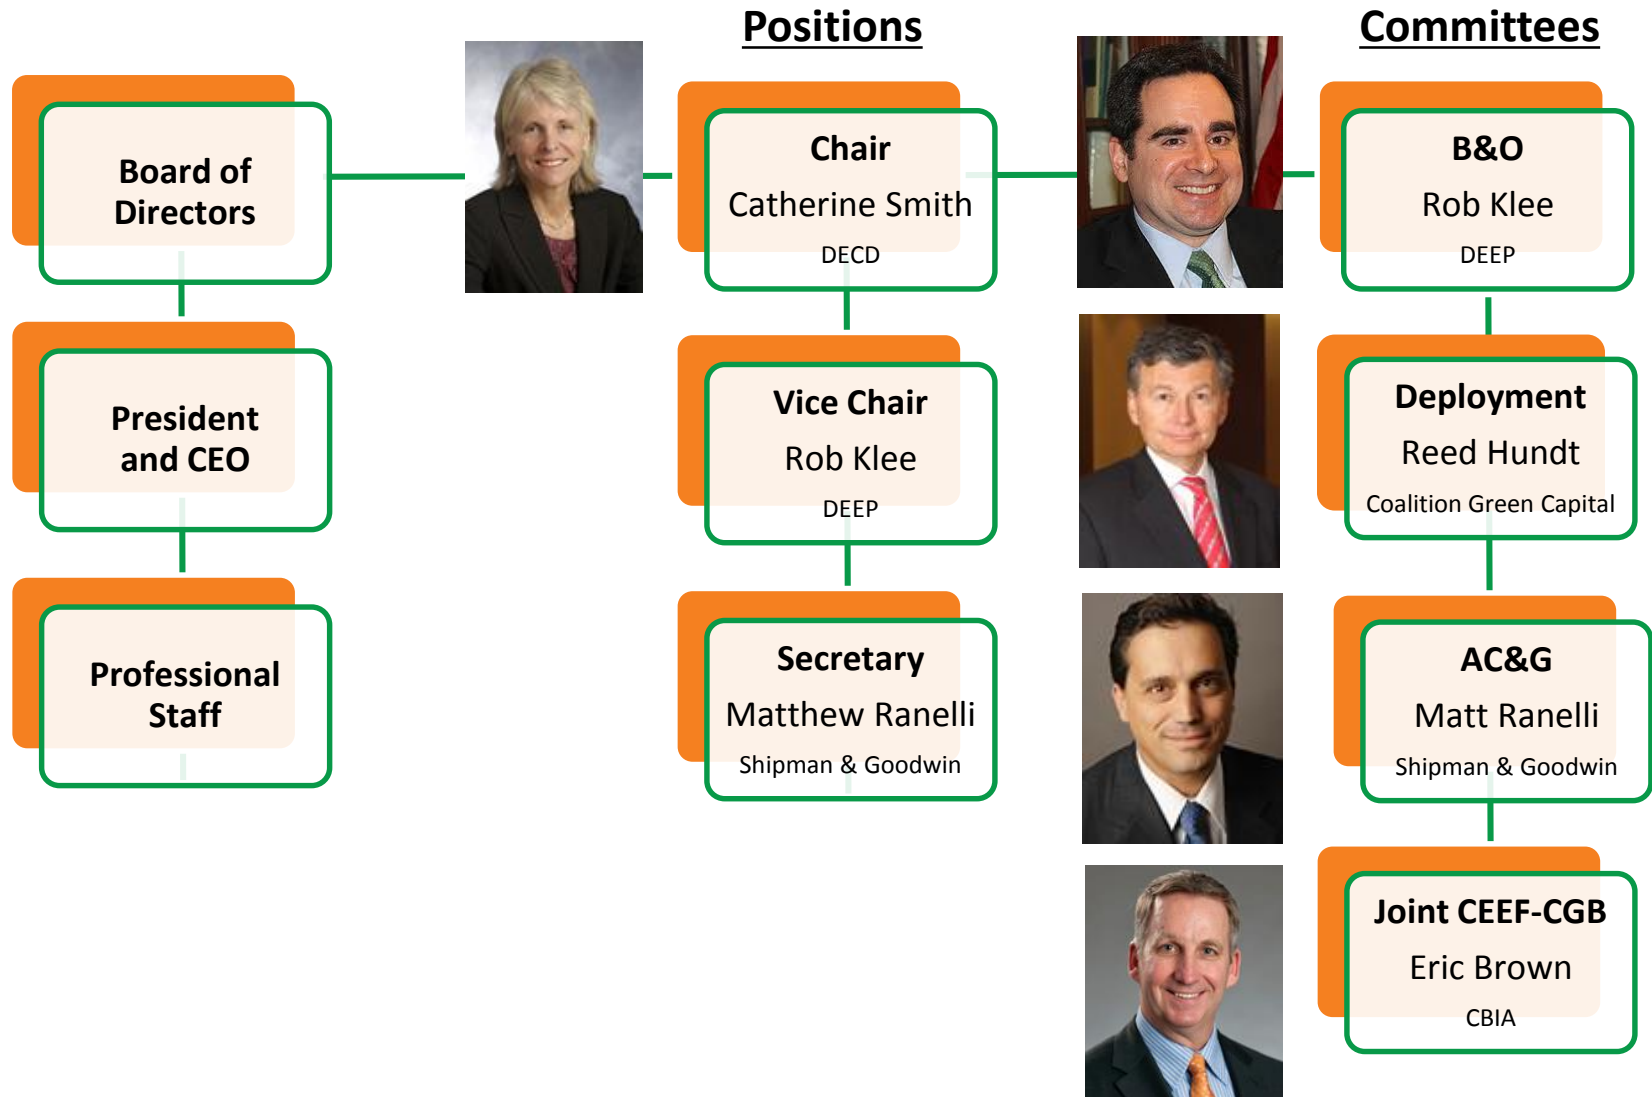 Positions
Committees
Board of
Directors
President
and CEO
Professional
Staff
Chair
Catherine Smith
DECD
Vice Chair
Rob Klee
DEEP
Secretary
Matthew Ranelli
Shipman & Goodwin
B&O
Rob Klee
DEEP
Deployment
Reed Hundt
Coalition Green Capital
AC&G
Matt Ranelli
Shipman & Goodwin
Joint CEEF-CGB
Eric Brown
CBIA